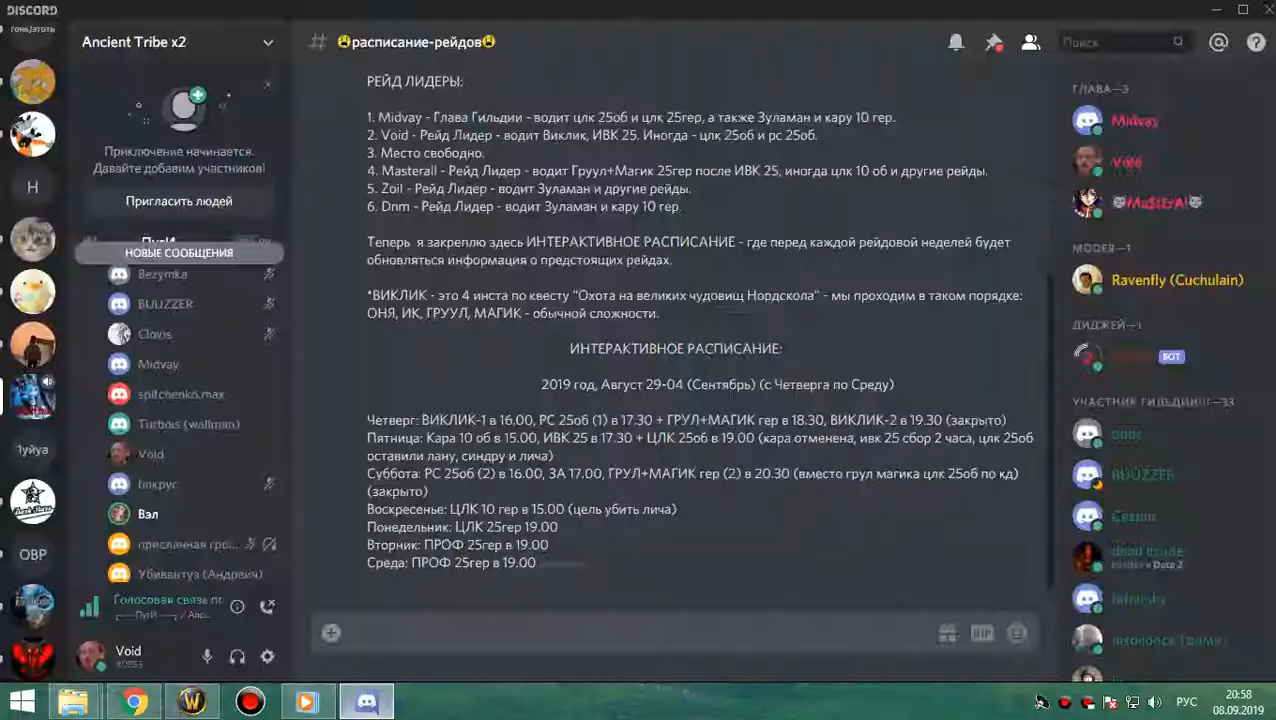 DISCORD
Ancient Tribe x2
расписание-рейдов
Поиск
Приключение начинается.
Давайте добавим участников!
Пригласить людей
НОВЫЕ СООБЩЕНИЯ
Bezymka
BUUZZER
Clovis
Midvay
spitchenko.max
Turbots (wallman)
Void
Вэл
Убивантуз (Андреич)
Голосовая связь по
Void
#0853
РЕЙД ЛИДЕРЫ:
1. Midvay - Глава Гильдии - водит цлк 25об и цлк 25гер, а также Зуламан и кару 10 гер.
2. Void - Рейд Лидер - водит Виклик, ИВК 25. Иногда - цлк 25об и рс 25об.
3. Место свободно.
4. Masterall - Рейд Лидер - водит Груул+Магик 25гер после ИВК 25, иногда цлк 10 об и другие рейды.
5. Zoil - Рейд Лидер - водит Зуламан и другие рейды.
6. Dnm - Рейд Лидер - водит Зуламан и кару 10 гер.
Теперь я закреплю здесь ИНТЕРАКТИВНОЕ РАСПИСАНИЕ - где перед каждой рейдовой неделей будет
обновляться информация о предстоящих рейдах.
*ВИКЛИК - это 4 инста по квесту "Охота на великих чудовищ Нордскола" - мы проходим в таком порядке:
ОНЯ, ИК, ГРУУЛ, МАГИК - обычной сложности.
ИНТЕРАКТИВНОЕ РАСПИСАНИЕ:
2019 год, Август 29-04 (Сентябрь) (с Четверга по Среду)
Четверг: ВИКЛИК-1 в 16.00, РС 25об (1) в 17.30 + ГРУЛ+МАГИК гер в 18.30, ВИКЛИК-2 в 19.30 (закрыто)
Пятница: Кара 10 об в 15.00, ИВК 25 в 17.30 + ЦЛК 25об в 19.00 (кара отменена, ивк 25 сбор 2 часа, цлк 25об
оставили лану, синдру и лича)
Суббота: РС 25об (2) в 16.00, ЗА 17.00, ГРУЛ+МАГИК гер (2) в 20.30 (вместо грул магика цлк 25об по кд)
(закрыто)
Воскресенье: ЦЛК 10 гер в 15.00 (цель убить лича)
Понедельник: ЦЛК 25гер 19.00
Вторник: ПРОФ 25гер в 19.00
Среда: ПРОФ 25гер в 19.00
GIF
ГЛАВА—3
Midvay
Void
MODER—1
Ravenfly (Cuchulain)
ДИДЖЕЙ—1
БОТ
УЧАСТНИК ГИЛЬДИИ!!!—33
BUUZZER
Н
1уйуа
ОВР
РУС
20:58
08.09.2019